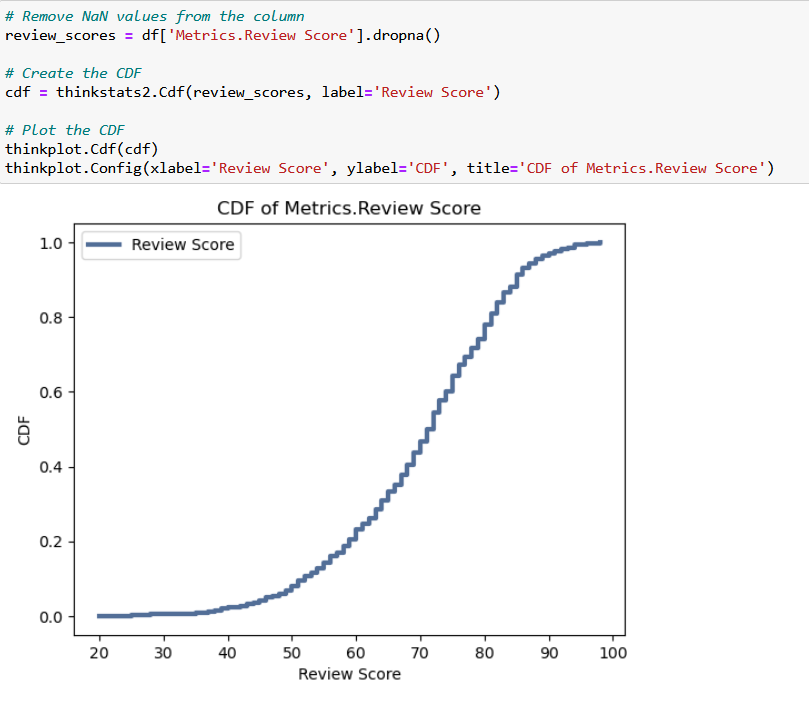 # Remove NaN values from the column
review_scores = df['Metrics.Review Score'].dropna()
# Create the CDF
cdf = thinkstats2.Cdf(review_scores, label='Review Score')
# Plot the CDF
thinkplot.Cdf(cdf)
thinkplot.Config(xlabel='Review Score', ylabel='CDF', title='CDF of Metrics.Review Score')
CDF of Metrics.Review Score
Review Score
1.0
0.8
0.6
0.4
0.2
0.0
CDF
20 30 40 50 60 70 80 90 100
Review Score